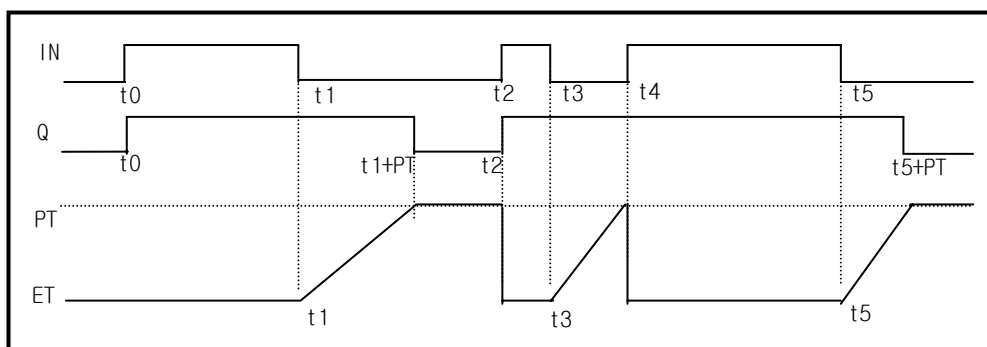 IN
t0 t1 t2 t3 t4 t5
Q
t0 t1+PT t2 t5+PT
PT
ET
t1 t3 t5